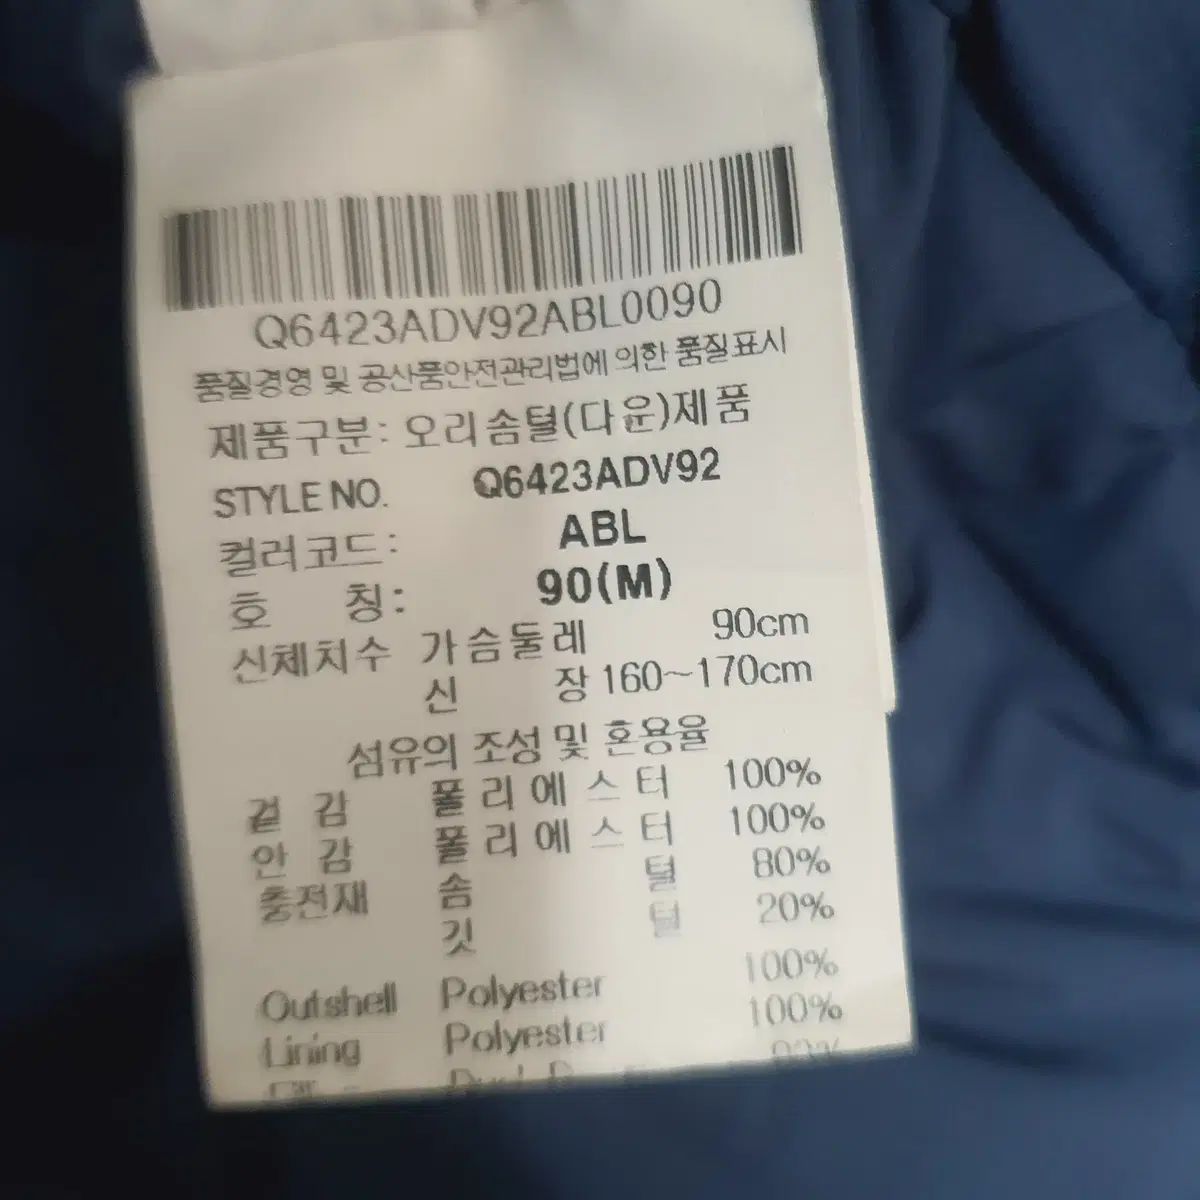 Q6423ADV92ABL0090
품질경영 및 공산품안전관리법에 의한 품질표시
제품구분: 오리솜털(다운)제품
STYLE NO. Q6423ADV92
컬러코드: ABL
호 칭: 90(M)
신체치수 가슴둘레 90cm
신 장 160~170cm
섬유의 조성 및 혼용율
겉 감 폴리에스터 100%
안 감 폴리에스터 100%
충전재 솜 털 80%
깃 털 20%
Outshell Polyester 100%
Lining Polyester 100%